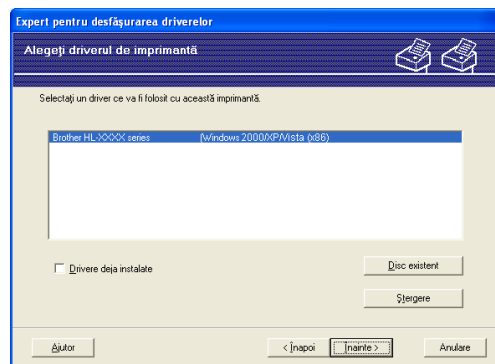 Expert pentru desfăşurarea driverelor
Alegeţi driverul de imprimantă
Selectaţi un driver ce va fi folosit cu această imprimantă.
Brother HL-XXXX series (Windows 2000/XP/Vista (x86)
Drivere deja instalate
Disc existent
Ştergere
Ajutor
< Înapoi
Înainte >
Anulare